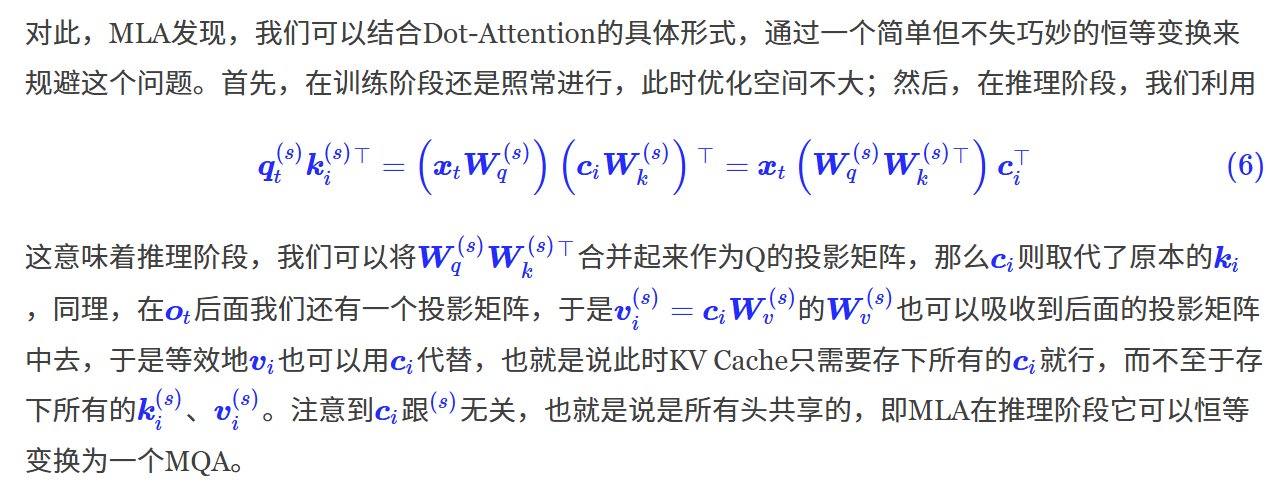 对此，MLA发现，我们可以结合Dot-Attention的具体形式，通过一个简单但不失巧妙的恒等变换来
规避这个问题。首先，在训练阶段还是照常进行，此时优化空间不大；然后，在推理阶段，我们利用
$\boldsymbol{q}_t^{(s)}\boldsymbol{k}_i^{(s)\top} = \left(\boldsymbol{x}_t\boldsymbol{W}_q^{(s)}\right)\left(\boldsymbol{c}_i\boldsymbol{W}_k^{(s)}\right)^{\top} = \boldsymbol{x}_t\left(\boldsymbol{W}_q^{(s)}\boldsymbol{W}_k^{(s)\top}\right)\boldsymbol{c}_i^{\top}$ (6)
这意味着推理阶段，我们可以将$\boldsymbol{W}_q^{(s)}\boldsymbol{W}_k^{(s)\top}$合并起来作为Q的投影矩阵，那么$\boldsymbol{c}_i$则取代了原本的$\boldsymbol{k}_i$
，同理，在$\boldsymbol{o}_t$后面我们还有一个投影矩阵，于是$\boldsymbol{v}_i^{(s)} = \boldsymbol{c}_i\boldsymbol{W}_v^{(s)}$的$\boldsymbol{W}_v^{(s)}$也可以吸收到后面的投影矩阵
中去，于是等效地$\boldsymbol{v}_i$也可以用$\boldsymbol{c}_i$代替，也就是说此时KV Cache只需要存下所有的$\boldsymbol{c}_i$就行，而不至于存
下所有的$\boldsymbol{k}_i^{(s)}$、$\boldsymbol{v}_i^{(s)}$。注意到$\boldsymbol{c}_i$跟$^{(s)}$无关，也就是说是所有头共享的，即MLA在推理阶段它可以恒等
变换为一个MQA。